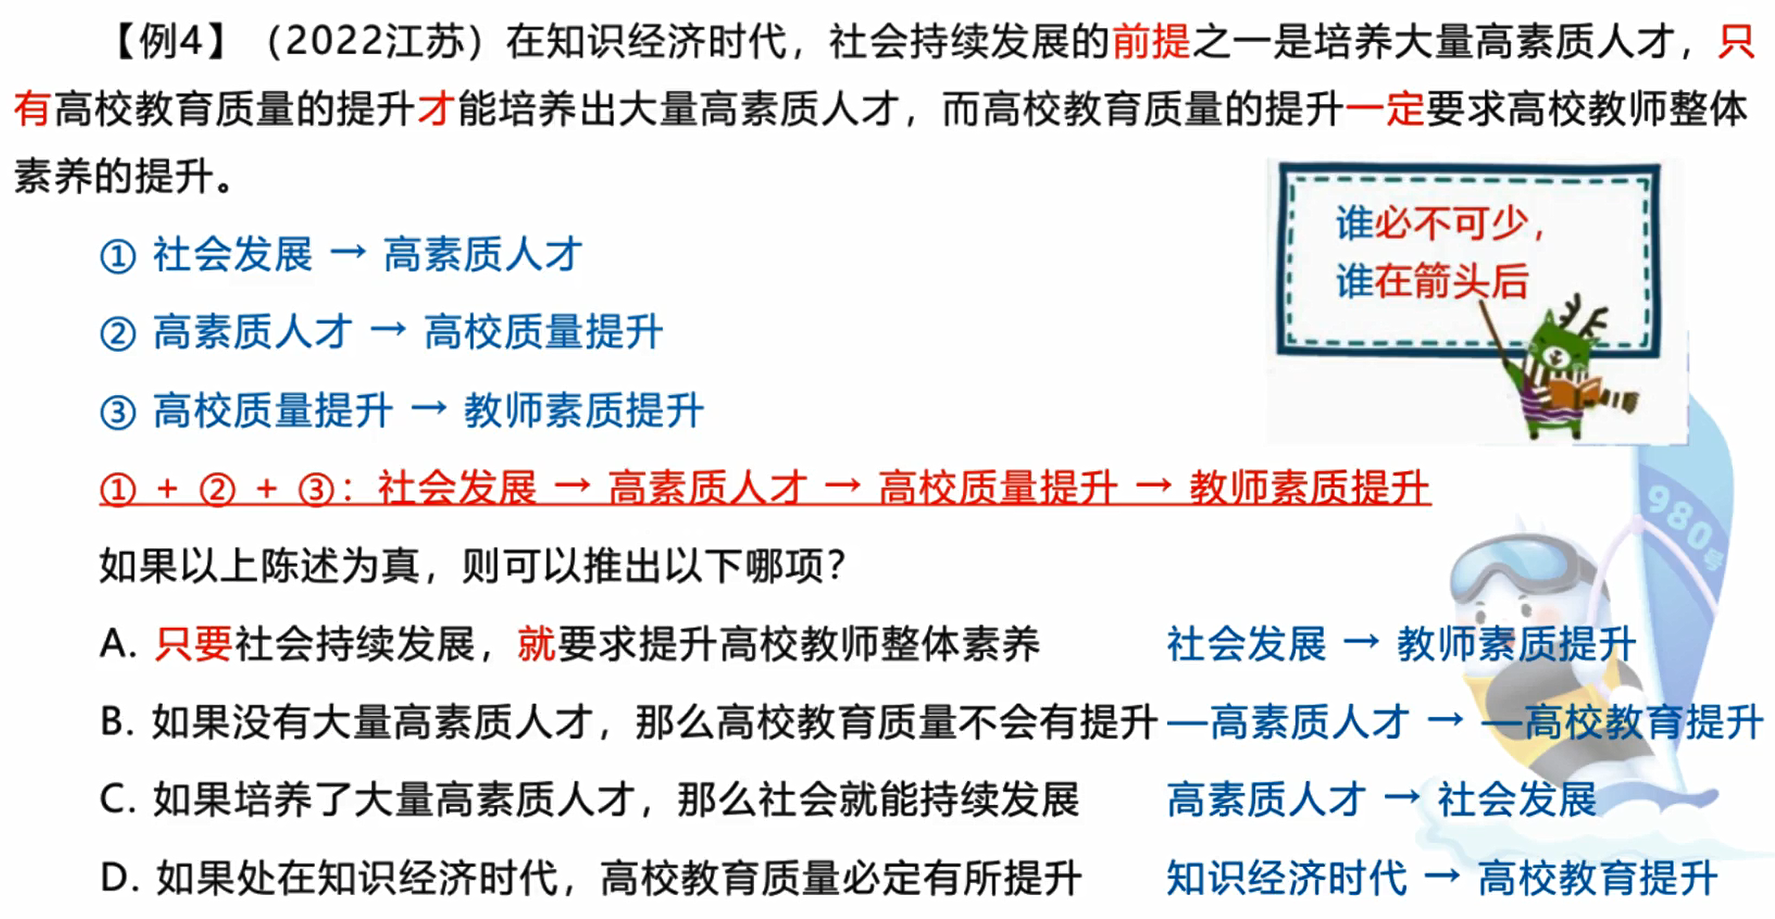 【例4】（2022江苏）在知识经济时代，社会持续发展的前提之一是培养大量高素质人才，只
有高校教育质量的提升才能培养出大量高素质人才，而高校教育质量的提升一定要求高校教师整体
素养的提升。
谁必不可少，
谁在箭头后
① 社会发展 → 高素质人才
② 高素质人才 → 高校质量提升
③ 高校质量提升 → 教师素质提升
① + ② + ③：社会发展 → 高素质人才 → 高校质量提升 → 教师素质提升
980号
如果以上陈述为真，则可以推出以下哪项？
A. 只要社会持续发展，就要求提升高校教师整体素养 社会发展 → 教师素质提升
B. 如果没有大量高素质人才，那么高校教育质量不会有提升 —高素质人才 → —高校教育提升
C. 如果培养了大量高素质人才，那么社会就能持续发展 高素质人才 → 社会发展
D. 如果处在知识经济时代，高校教育质量必定有所提升 知识经济时代 → 高校教育提升